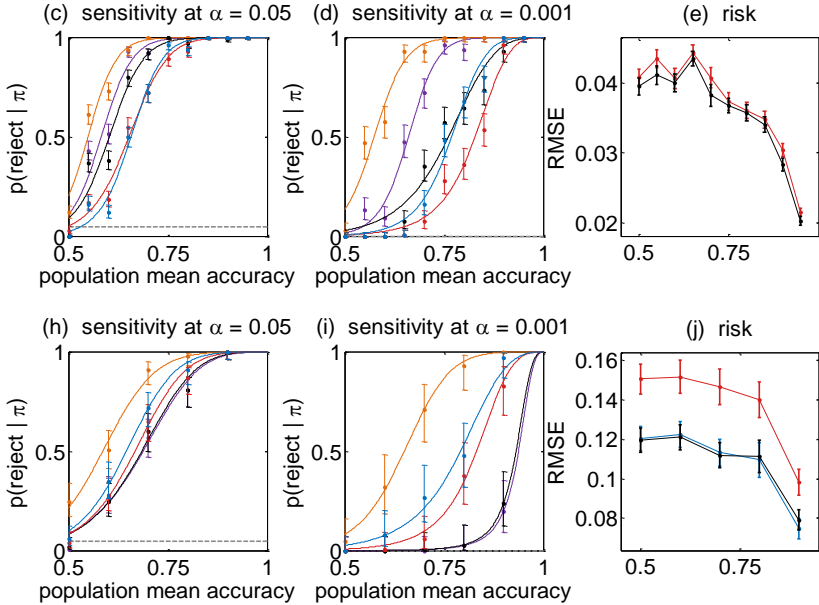 (c) sensitivity at α = 0.05
(d) sensitivity at α = 0.001
(e) risk
p(reject | π)
1
0.5
0
0.5
0.75
1
population mean accuracy
p(reject | π)
1
0.5
0
0.5
0.75
1
population mean accuracy
RMSE
0.04
0.03
0.02
0.5
0.75
(h) sensitivity at α = 0.05
(i) sensitivity at α = 0.001
(j) risk
p(reject | π)
1
0.5
0
0.5
0.75
1
population mean accuracy
p(reject | π)
1
0.5
0
0.5
0.75
1
population mean accuracy
RMSE
0.16
0.14
0.12
0.1
0.08
0.5
0.75